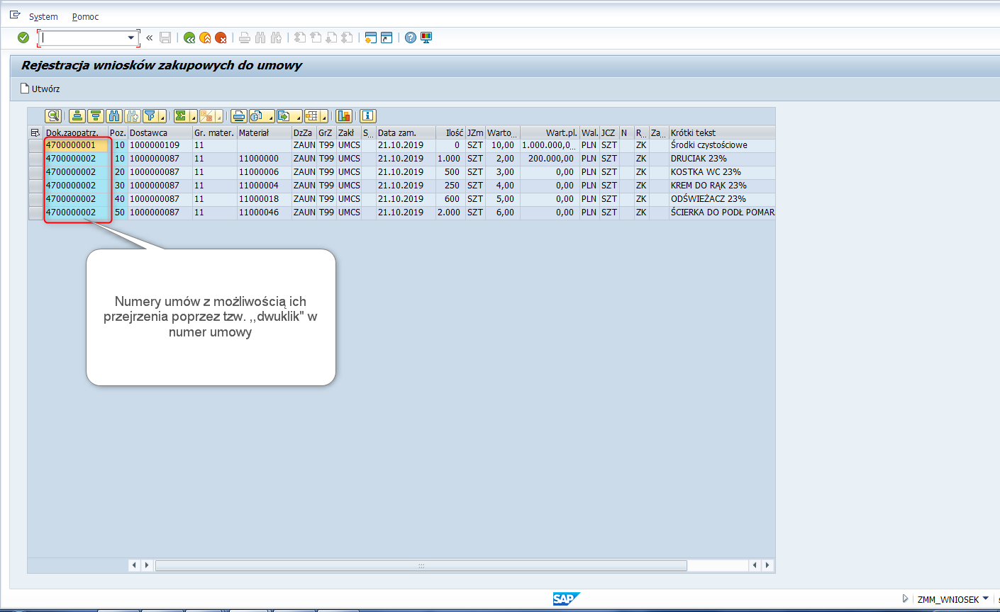 System Pomoc
Rejestracja wniosków zakupowych do umowy
Utwórz
Dok.zaopatrz. Poz. Dostawca Gr. mater. Materiał DzZa GrZ Zakł S... Data zam. Ilość JZm Warto... Wart.pl. Wal. JCZ N R... Za... Krótki tekst
4700000001 10 1000000109 11 ZAUN T99 UMCS 21.10.2019 0 SZT 10,00 1.000.000,0... PLN SZT ZK Środki czystościowe
4700000002 10 1000000087 11 11000000 ZAUN T99 UMCS 21.10.2019 1.000 SZT 2,00 200.000,00 PLN SZT ZK DRUCIAK 23%
4700000002 20 1000000087 11 11000006 ZAUN T99 UMCS 21.10.2019 500 SZT 3,00 0,00 PLN SZT ZK KOSTKA WC 23%
4700000002 30 1000000087 11 11000004 ZAUN T99 UMCS 21.10.2019 250 SZT 4,00 0,00 PLN SZT ZK KREM DO RĄK 23%
4700000002 40 1000000087 11 11000018 ZAUN T99 UMCS 21.10.2019 600 SZT 5,00 0,00 PLN SZT ZK ODŚWIEŻACZ 23%
4700000002 50 1000000087 11 11000046 ZAUN T99 UMCS 21.10.2019 2.000 SZT 6,00 0,00 PLN SZT ZK ŚCIERKA DO PODŁ POMAR
Numery umów z możliwością ich
przejrzenia poprzez tzw. ,,dwuklik" w
numer umowy
SAP
ZMM_WNIOSEK